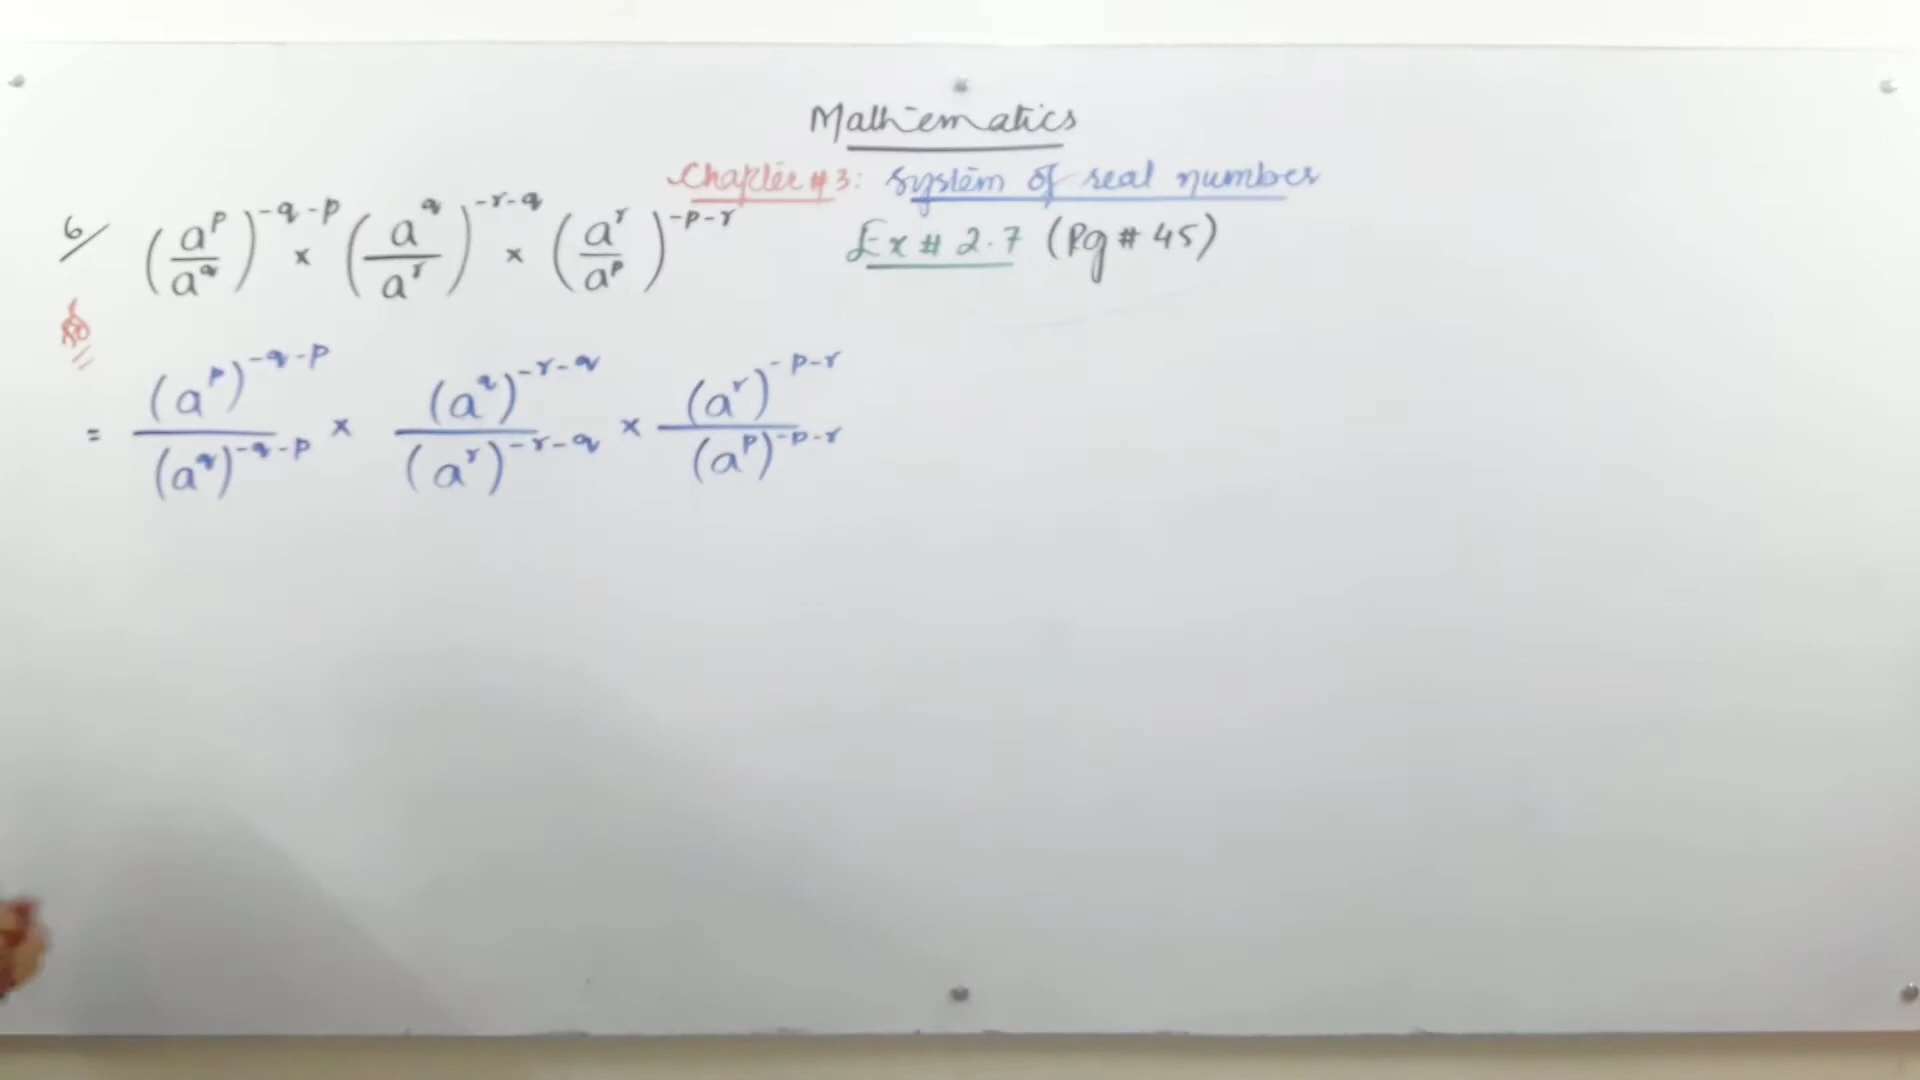 Mathematics
Chapter # 3: System of real number
Ex # 2.7 (Pg # 45)
6/ (a^p/a^q)^-q-p × (a^q/a^r)^-r-q × (a^r/a^p)^-p-r
= (a^p)^-q-p/(a^q)^-q-p × (a^q)^-r-q/(a^r)^-r-q × (a^r)^-p-r/(a^p)^-p-r